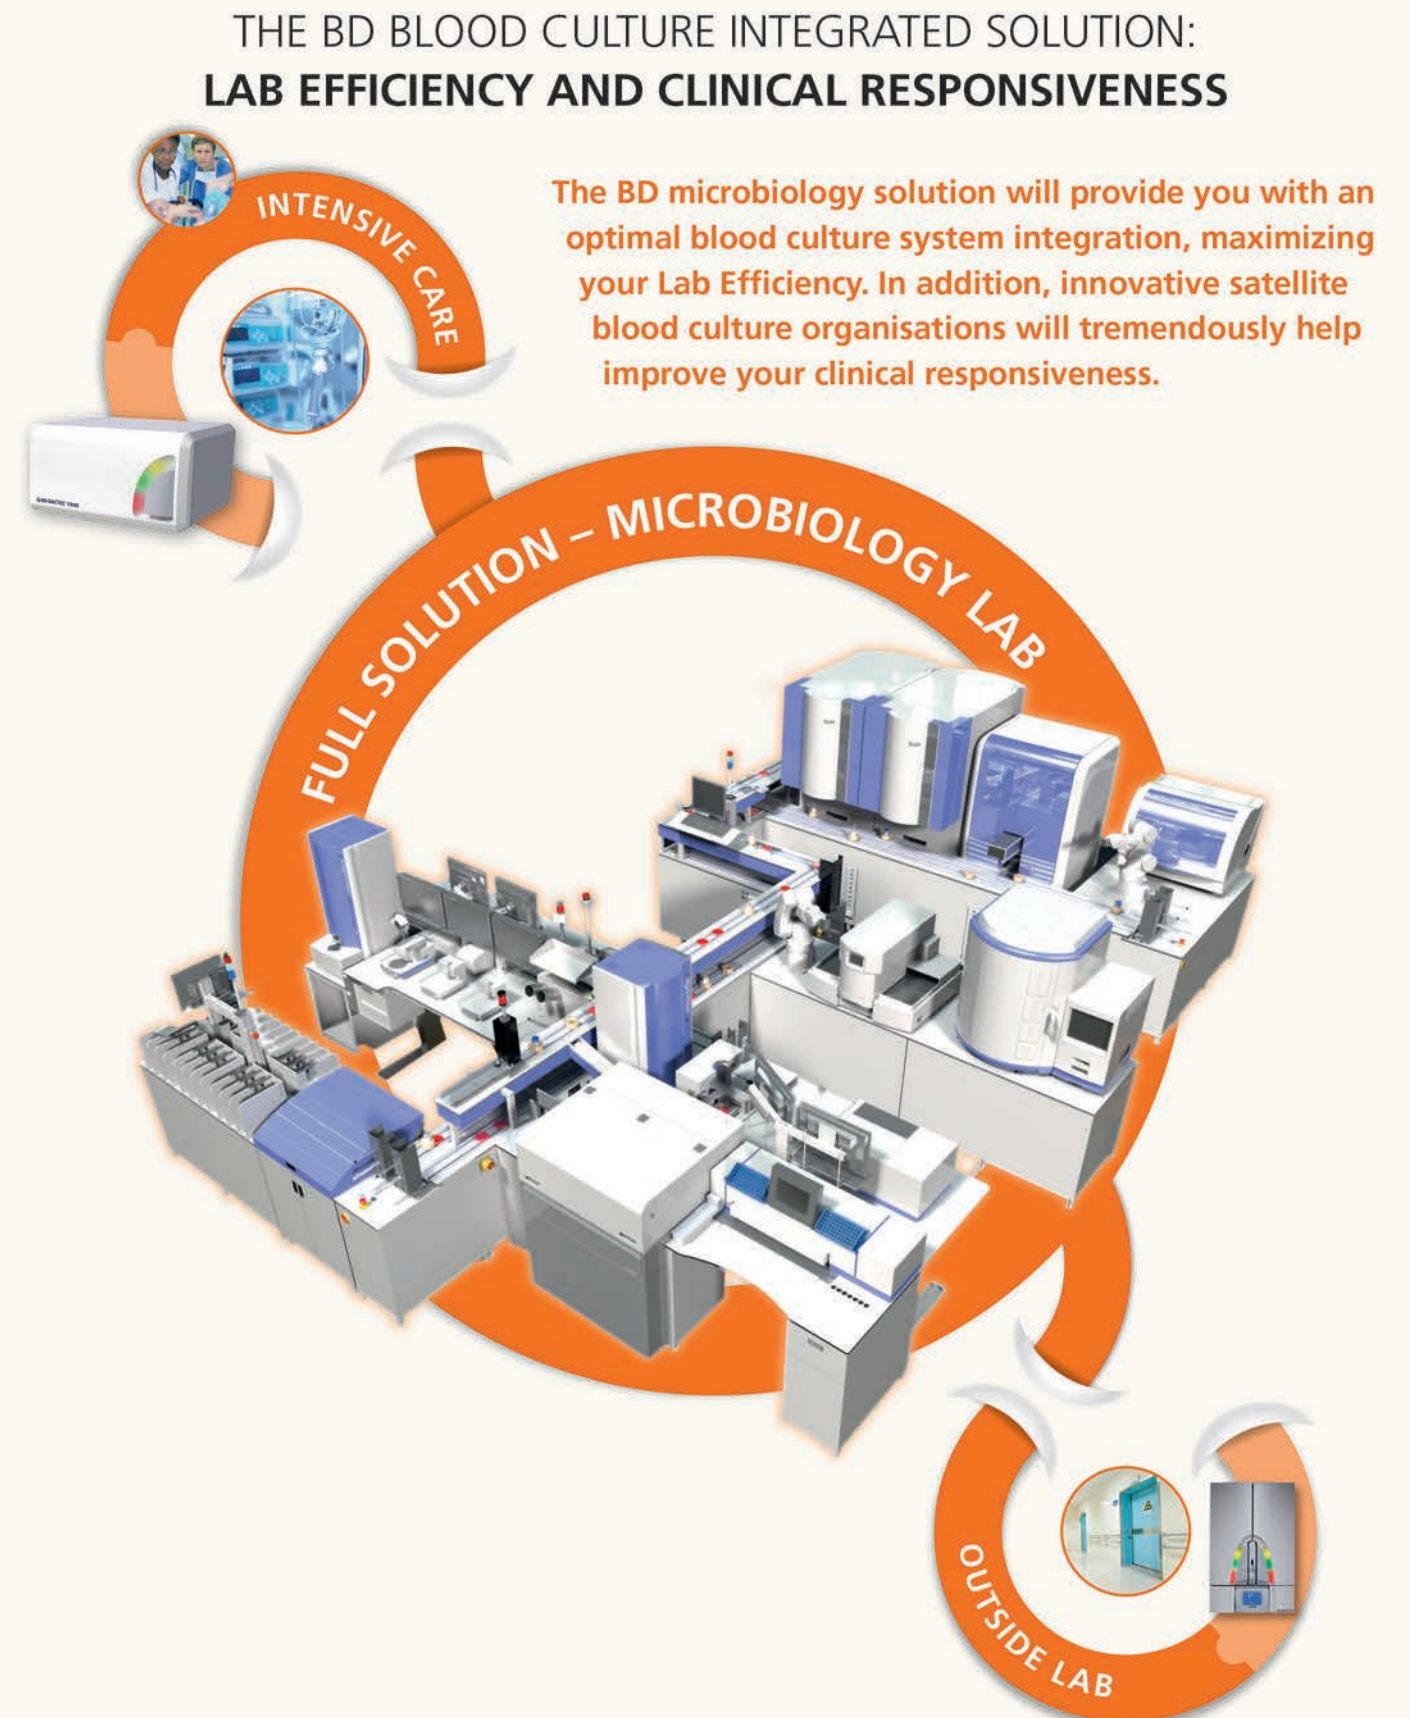 THE BD BLOOD CULTURE INTEGRATED SOLUTION:
LAB EFFICIENCY AND CLINICAL RESPONSIVENESS
INTENSIVE CARE
The BD microbiology solution will provide you with an
optimal blood culture system integration, maximizing
your Lab Efficiency. In addition, innovative satellite
blood culture organisations will tremendously help
improve your clinical responsiveness.
FULL SOLUTION – MICROBIOLOGY LAB
OUTSIDE LAB